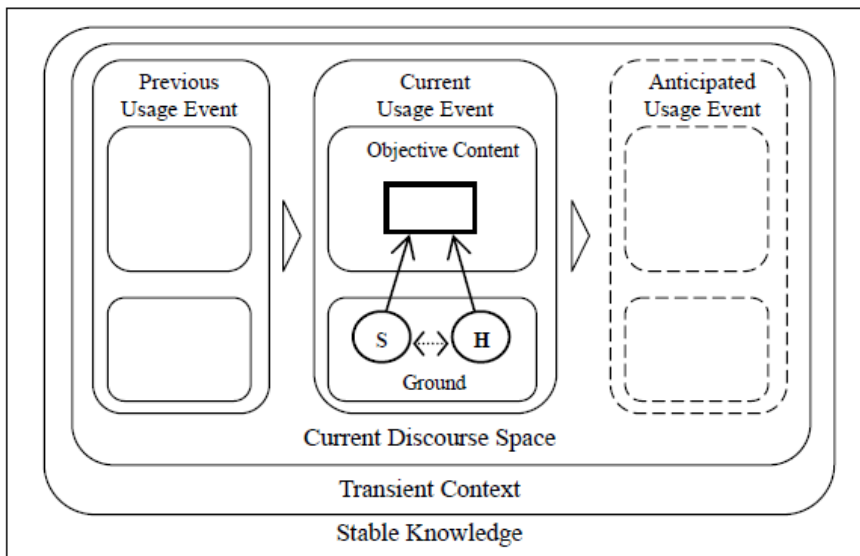 Previous
Usage Event
Current
Usage Event
Anticipated
Usage Event
Objective Content
S
H
Ground
Current Discourse Space
Transient Context
Stable Knowledge